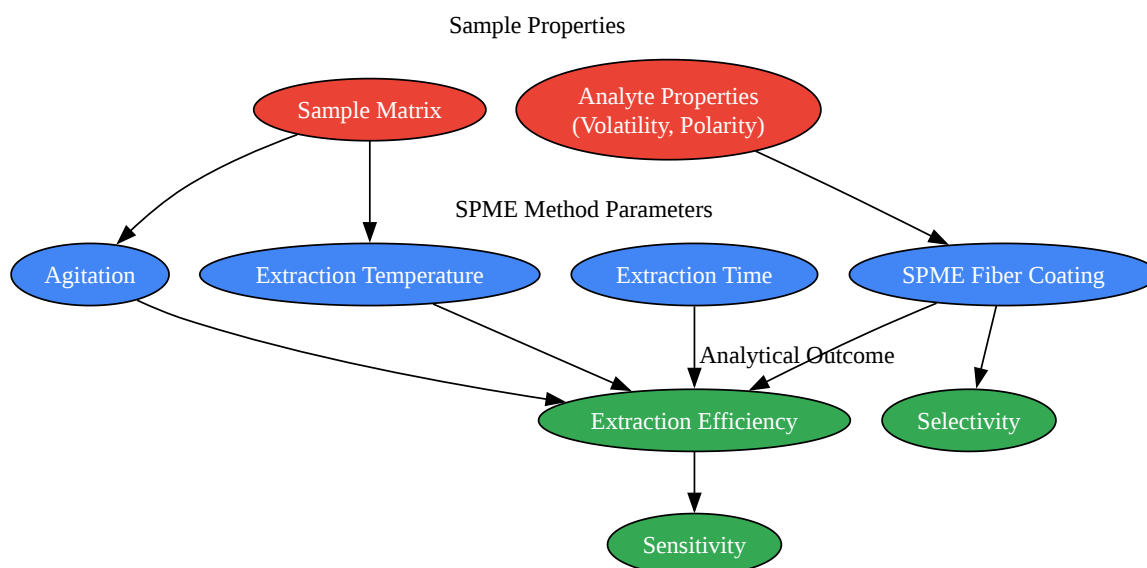 Sample Properties
Sample Matrix
Analyte Properties
(Volatility, Polarity)
SPME Method Parameters
Agitation
Extraction Temperature
Extraction Time
SPME Fiber Coating
Analytical Outcome
Extraction Efficiency
Selectivity
Sensitivity